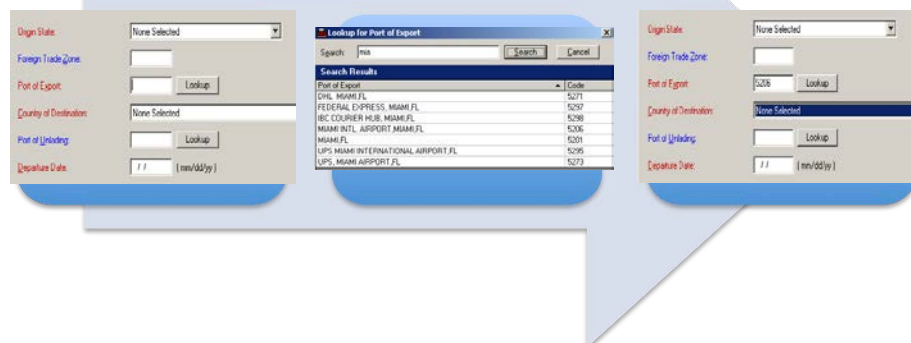 Origin State:
None Selected
Foreign Trade Zone:
Port of Export:
Lookup
Country of Destination:
None Selected
Port of Unlading:
Lookup
Departure Date:
/ /
(mm/dd/yy)
Lookup for Port of Export
Search:
mia
Search
Cancel
Search Results
Port of Export
Code
DHL, MIAMI,FL 5271
FEDERAL EXPRESS, MIAMI,FL 5297
IBC COURIER HUB, MIAMI,FL 5298
MIAMI INTL. AIRPORT,MIAMI,FL 5206
MIAMI,FL 5201
UPS MIAMI INTERNATIONAL AIRPORT,FL 5295
UPS, MIAMI AIRPORT,FL 5273
Origin State:
None Selected
Foreign Trade Zone:
Port of Export:
5206
Lookup
Country of Destination:
None Selected
Port of Unlading:
Lookup
Departure Date:
/ /
(mm/dd/yy)